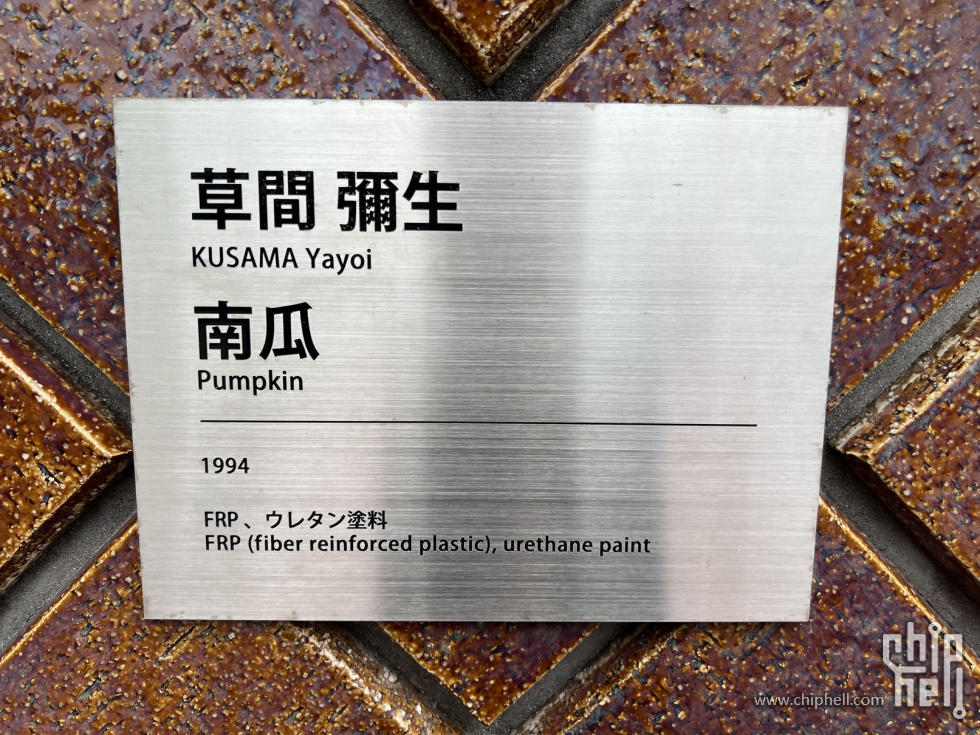 草間 彌生
KUSAMA Yayoi
南瓜
Pumpkin
1994
FRP、ウレタン塗料
FRP (fiber reinforced plastic), urethane paint
www.chiphell.com
chip
hell